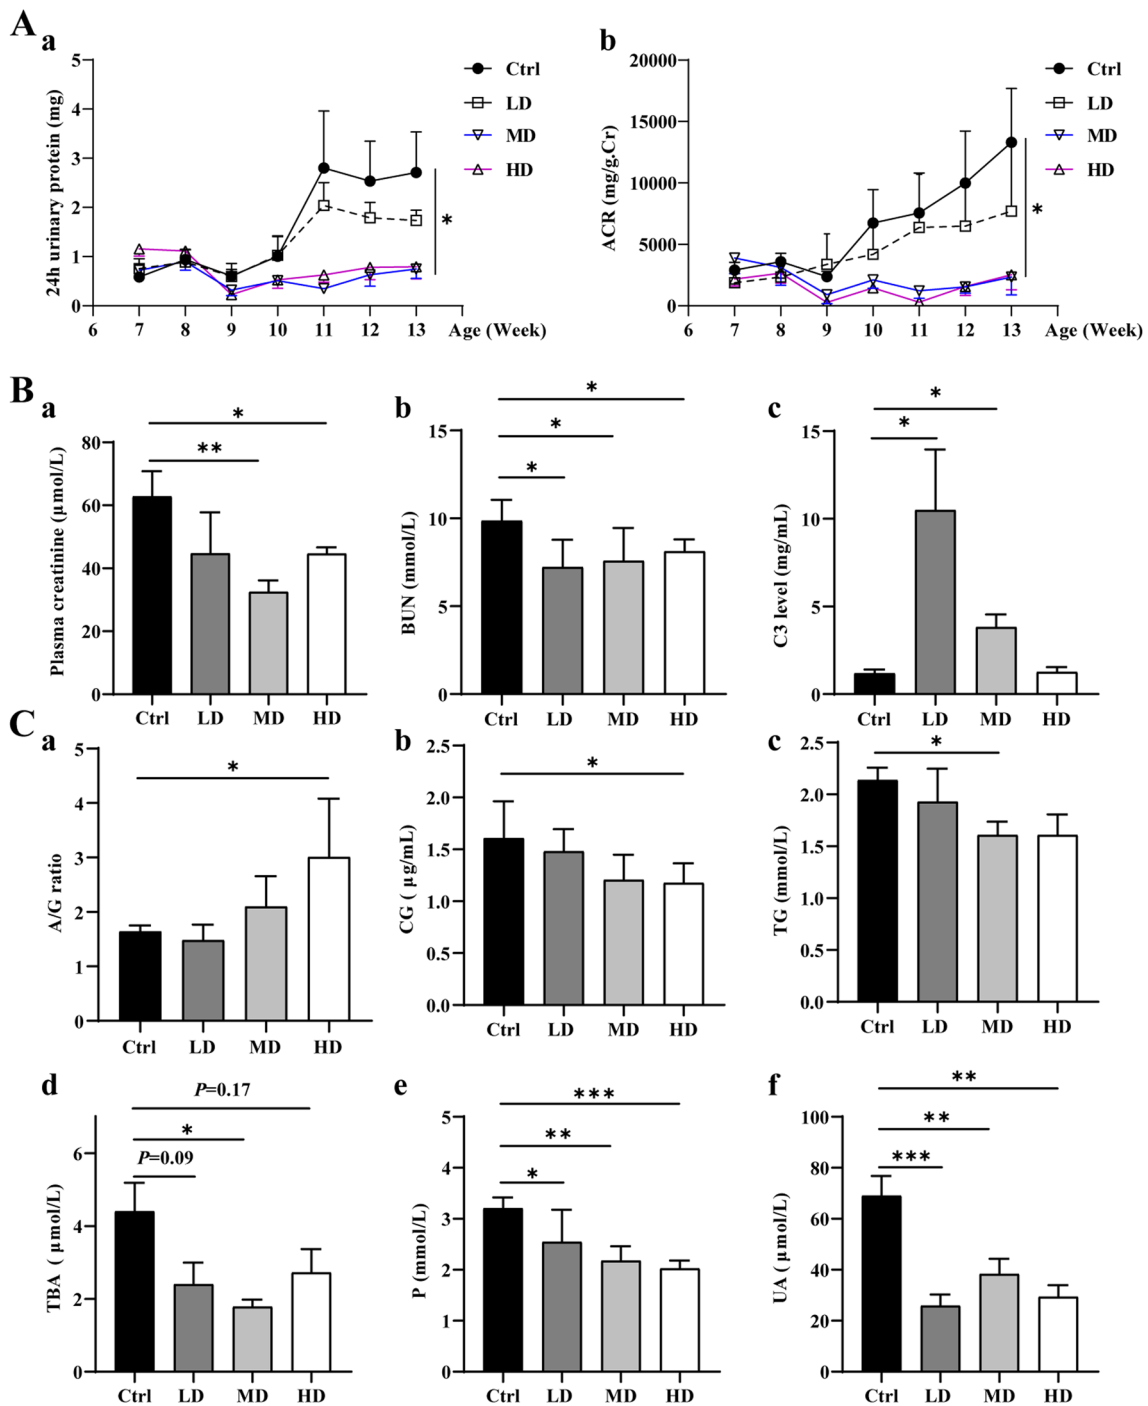 A
a
5
4
3
2
1
0
24h urinary protein (mg)
Ctrl
LD
MD
HD
*
6 7 8 9 10 11 12 13 Age (Week)
b
20000
15000
10000
5000
0
ACR (mg/g.Cr)
Ctrl
LD
MD
HD
*
6 7 8 9 10 11 12 13 Age (Week)
B
a
*
**
80
60
40
20
0
Plasma creatinine (μmol/L)
Ctrl LD MD HD
b
*
*
*
15
10
5
0
BUN (mmol/L)
Ctrl LD MD HD
c
*
*
15
10
5
0
C3 level (mg/mL)
Ctrl LD MD HD
C
a
*
5
4
3
2
1
0
A/G ratio
Ctrl LD MD HD
b
*
2.5
2.0
1.5
1.0
0.5
0.0
CG ( μg/mL)
Ctrl LD MD HD
c
*
2.5
2.0
1.5
1.0
0.5
0.0
TG (mmol/L)
Ctrl LD MD HD
d
P=0.17
*
P=0.09
6
4
2
0
TBA ( μmol/L)
Ctrl LD MD HD
e
***
**
*
5
4
3
2
1
0
P (mmol/L)
Ctrl LD MD HD
f
**
**
***
100
80
60
40
20
0
UA ( μmol/L)
Ctrl LD MD HD